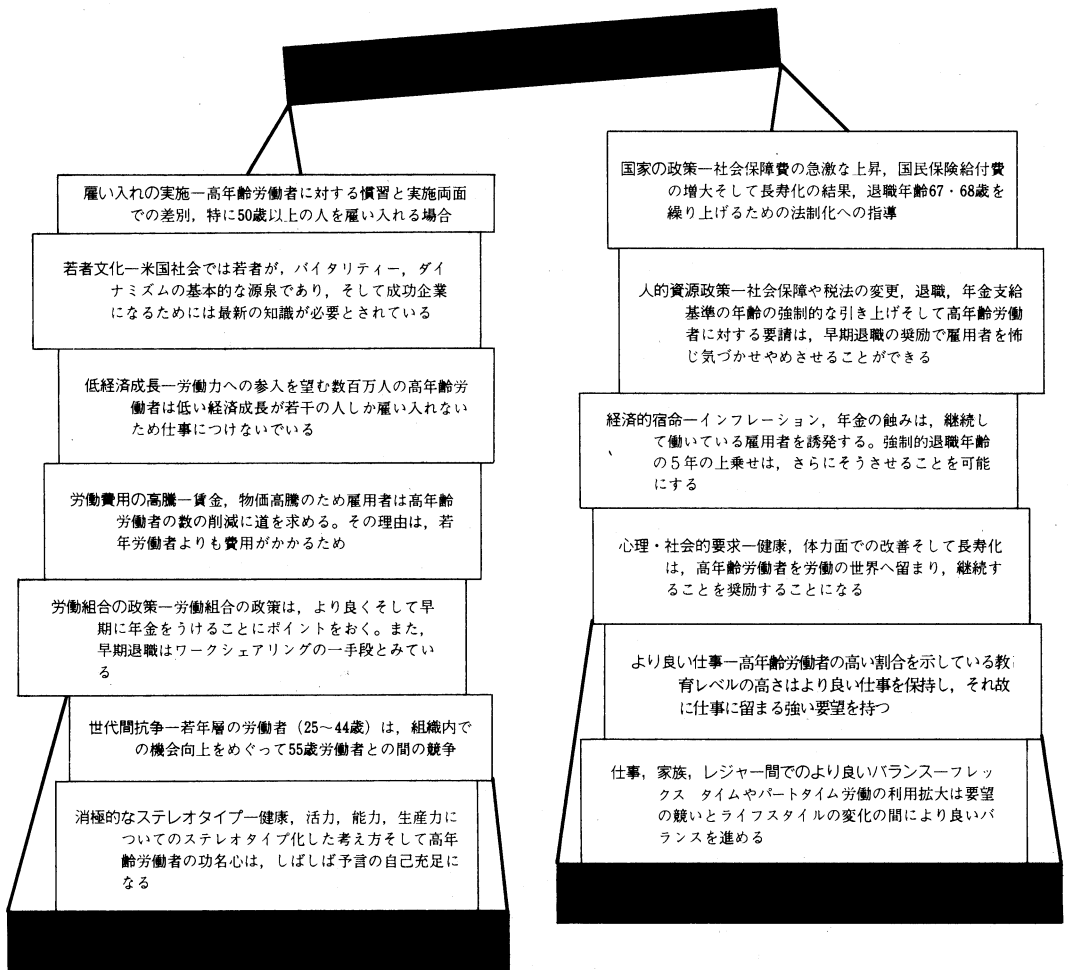 雇い入れの実施―高年齢労働者に対する慣習と実施両面
での差別，特に50歳以上の人を雇い入れる場合
若者文化―米国社会では若者が，バイタリティー，ダイ
ナミズムの基本的な源泉であり，そして成功企業
になるためには最新の知識が必要とされている
低経済成長―労働力への参入を望む数百万人の高年齢労
働者は低い経済成長が若干の人しか雇い入れない
ため仕事につけないでいる
労働費用の高騰―賃金，物価高騰のため雇用者は高年齢
労働者の数の削減に道を求める。その理由は，若
年労働者よりも費用がかかるため
労働組合の政策―労働組合の政策は，より良くそして早
期に年金をうけることにポイントをおく。また，
早期退職はワークシェアリングの一手段とみてい
る
世代間抗争―若年層の労働者（25～44歳）は，組織内で
の機会向上をめぐって55歳労働者との間の競争
消極的なステレオタイプ―健康，活力，能力，生産力に
ついてのステレオタイプ化した考え方そして高年
齢労働者の功名心は，しばしば予言の自己充足に
なる
国家の政策―社会保障費の急激な上昇，国民保険給付費
の増大そして長寿化の結果，退職年齢67・68歳を
繰り上げるための法制化への指導
人的資源政策―社会保障や税法の変更，退職，年金支給
基準の年齢の強制的な引き上げそして高年齢労働
者に対する要請は，早期退職の奨励で雇用者を怖
じ気づかせやめさせることができる
経済的宿命―インフレーション，年金の蝕みは，継続し
て働いている雇用者を誘発する。強制的退職年齢
の5年の上乗せは，さらにそうさせることを可能
にする
心理・社会的要求―健康，体力面での改善そして長寿化
は，高年齢労働者を労働の世界へ留まり，継続す
ることを奨励することになる
より良い仕事―高年齢労働者の高い割合を示している教
育レベルの高さはより良い仕事を保持し，それ故
に仕事に留まる強い要望を持つ
仕事，家族，レジャー間でのより良いバランス―フレッ
クス　タイムやパートタイム労働の利用拡大は要望
の競いとライフスタイルの変化の間により良いバ
ランスを進める